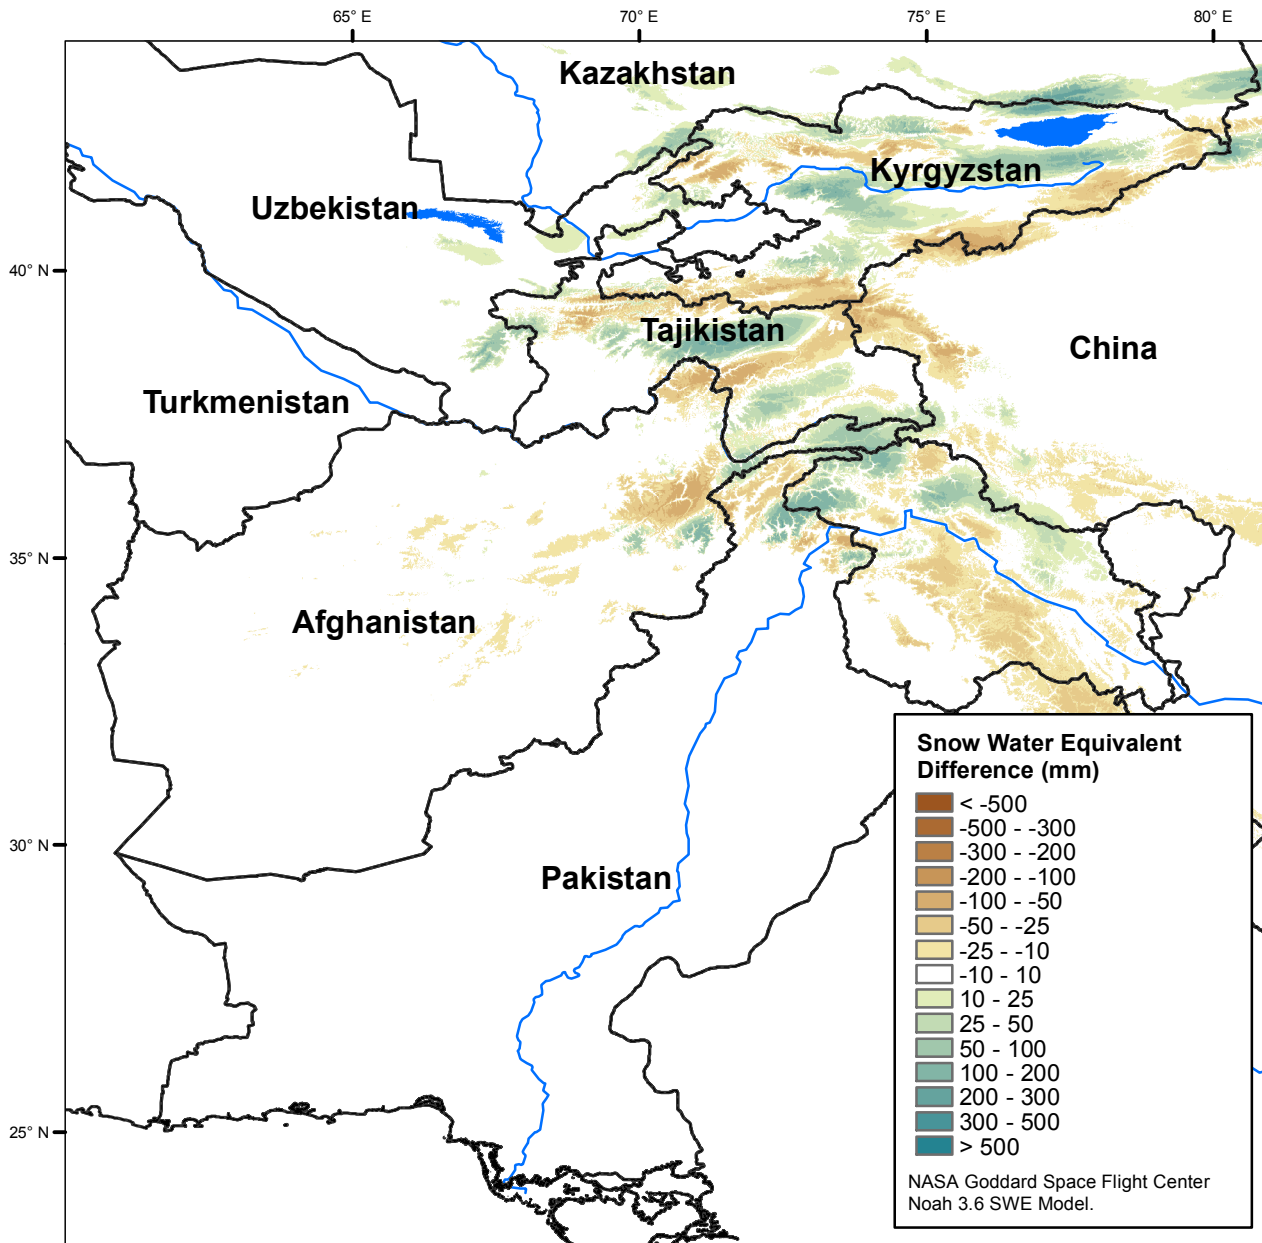 65° E
70° E
75° E
80° E
Kazakhstan
Kyrgyzstan
Uzbekistan
40° N
Tajikistan
China
Turkmenistan
35° N
Afghanistan
30° N
Pakistan
25° N
Snow Water Equivalent
Difference (mm)
< -500
-500 - -300
-300 - -200
-200 - -100
-100 - -50
-50 - -25
-25 - -10
-10 - 10
10 - 25
25 - 50
50 - 100
100 - 200
200 - 300
300 - 500
> 500
NASA Goddard Space Flight Center
Noah 3.6 SWE Model.